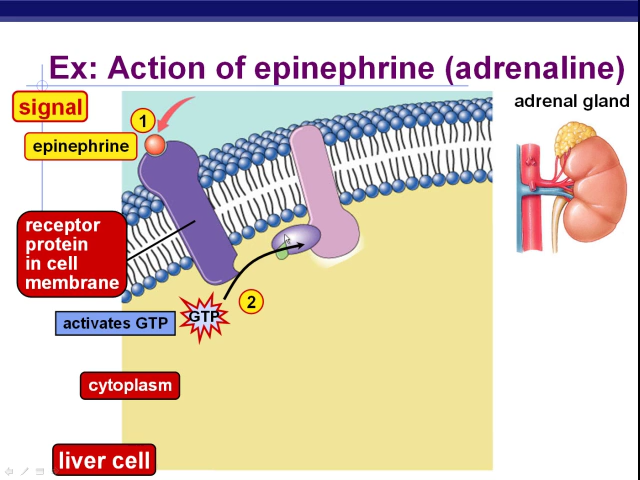 Ex: Action of epinephrine (adrenaline)
signal
adrenal gland
1
epinephrine
receptor
protein
in cell
membrane
2
activates GTP
GTP
cytoplasm
liver cell